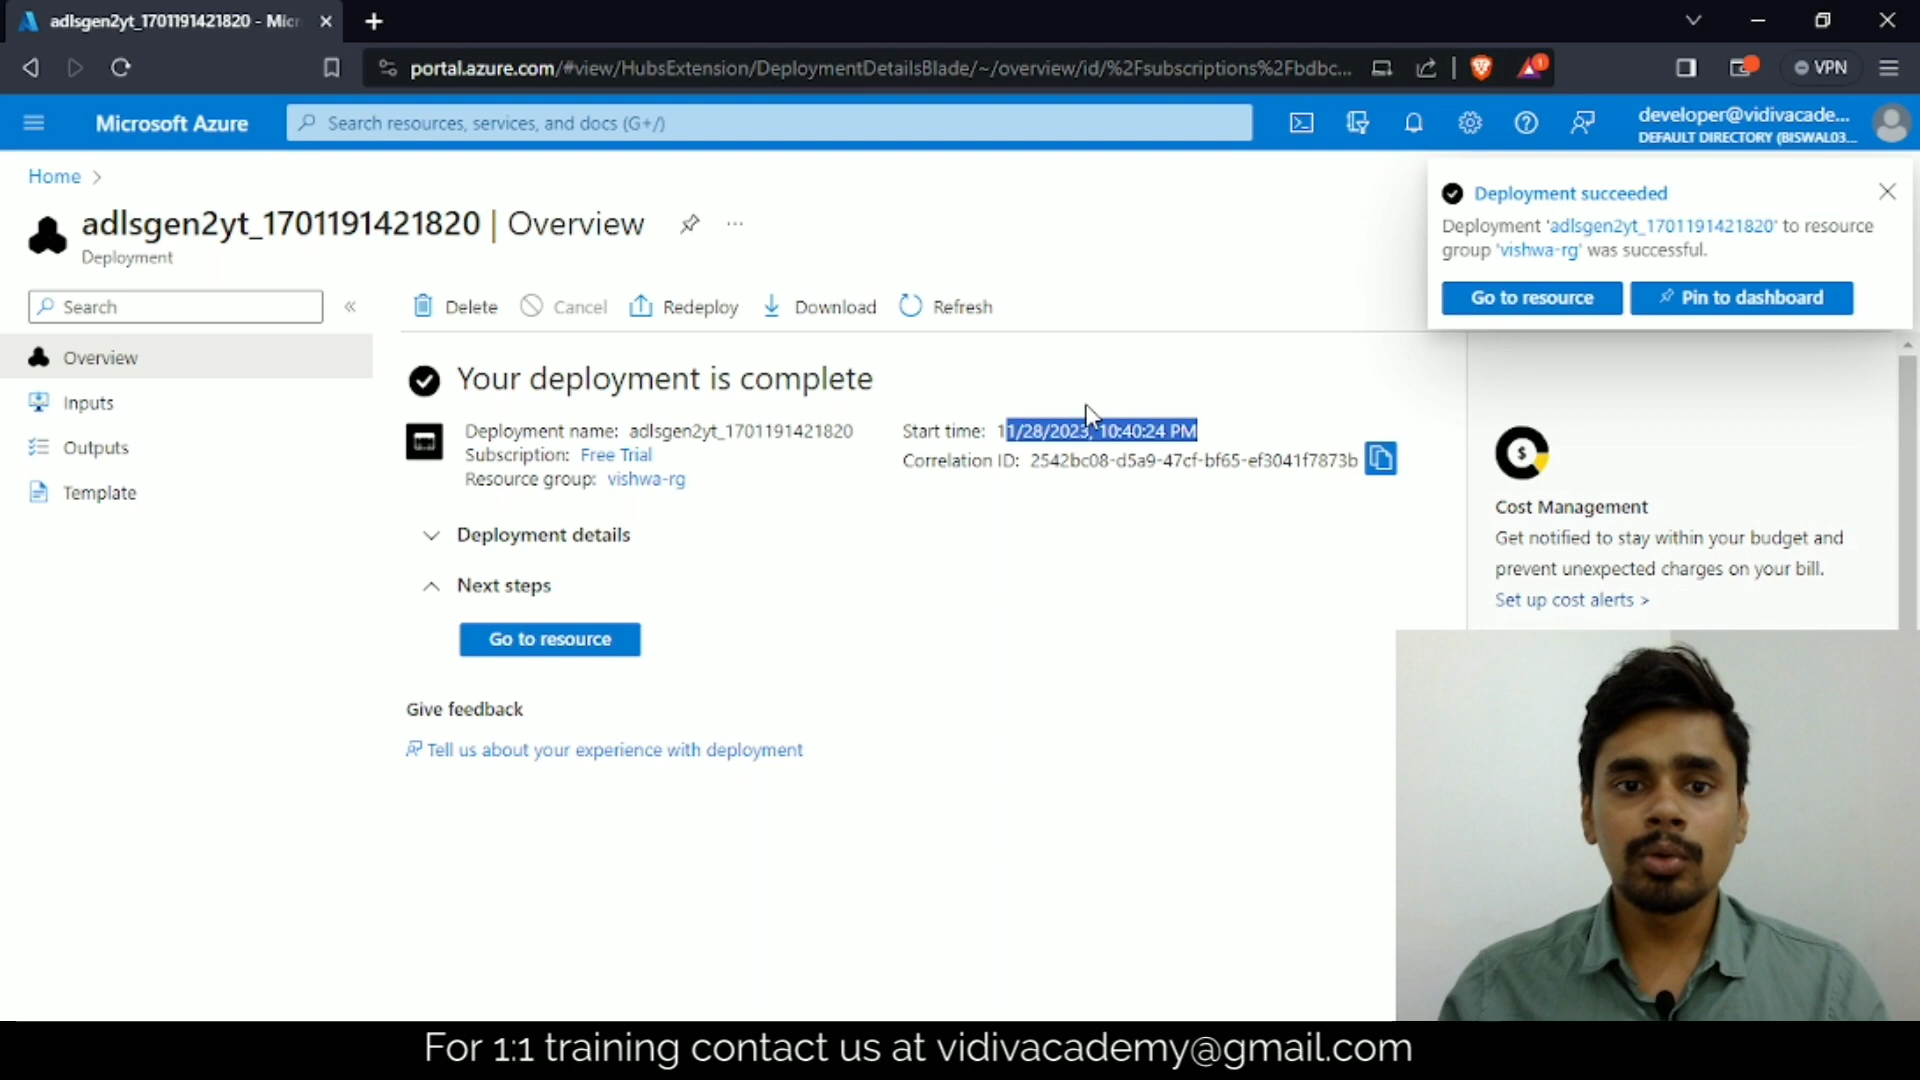 adlsgen2yt_1701191421820 - Micr
portal.azure.com/#view/HubsExtension/DeploymentDetailsBlade/~/overview/id/%2Fsubscriptions%2Fbdbc...
1
VPN
Microsoft Azure
Search resources, services, and docs (G+/)
developer@vidivacade...
DEFAULT DIRECTORY (BISWAL03...
Home >
adlsgen2yt_1701191421820 | Overview
...
Deployment
Deployment succeeded
Deployment 'adlsgen2yt_1701191421820' to resource
group 'vishwa-rg' was successful.
Go to resource
Pin to dashboard
Search
«
Delete
Cancel
Redeploy
Download
Refresh
Overview
Inputs
Outputs
Template
Your deployment is complete
Deployment name: adlsgen2yt_1701191421820
Subscription: Free Trial
Resource group: vishwa-rg
Start time: 11/28/2023, 10:40:24 PM
Correlation ID: 2542bc08-d5a9-47cf-bf65-ef3041f7873b
Deployment details
Next steps
Go to resource
Give feedback
Tell us about your experience with deployment
$
Cost Management
Get notified to stay within your budget and
prevent unexpected charges on your bill.
Set up cost alerts >
For 1:1 training contact us at vidivacademy@gmail.com